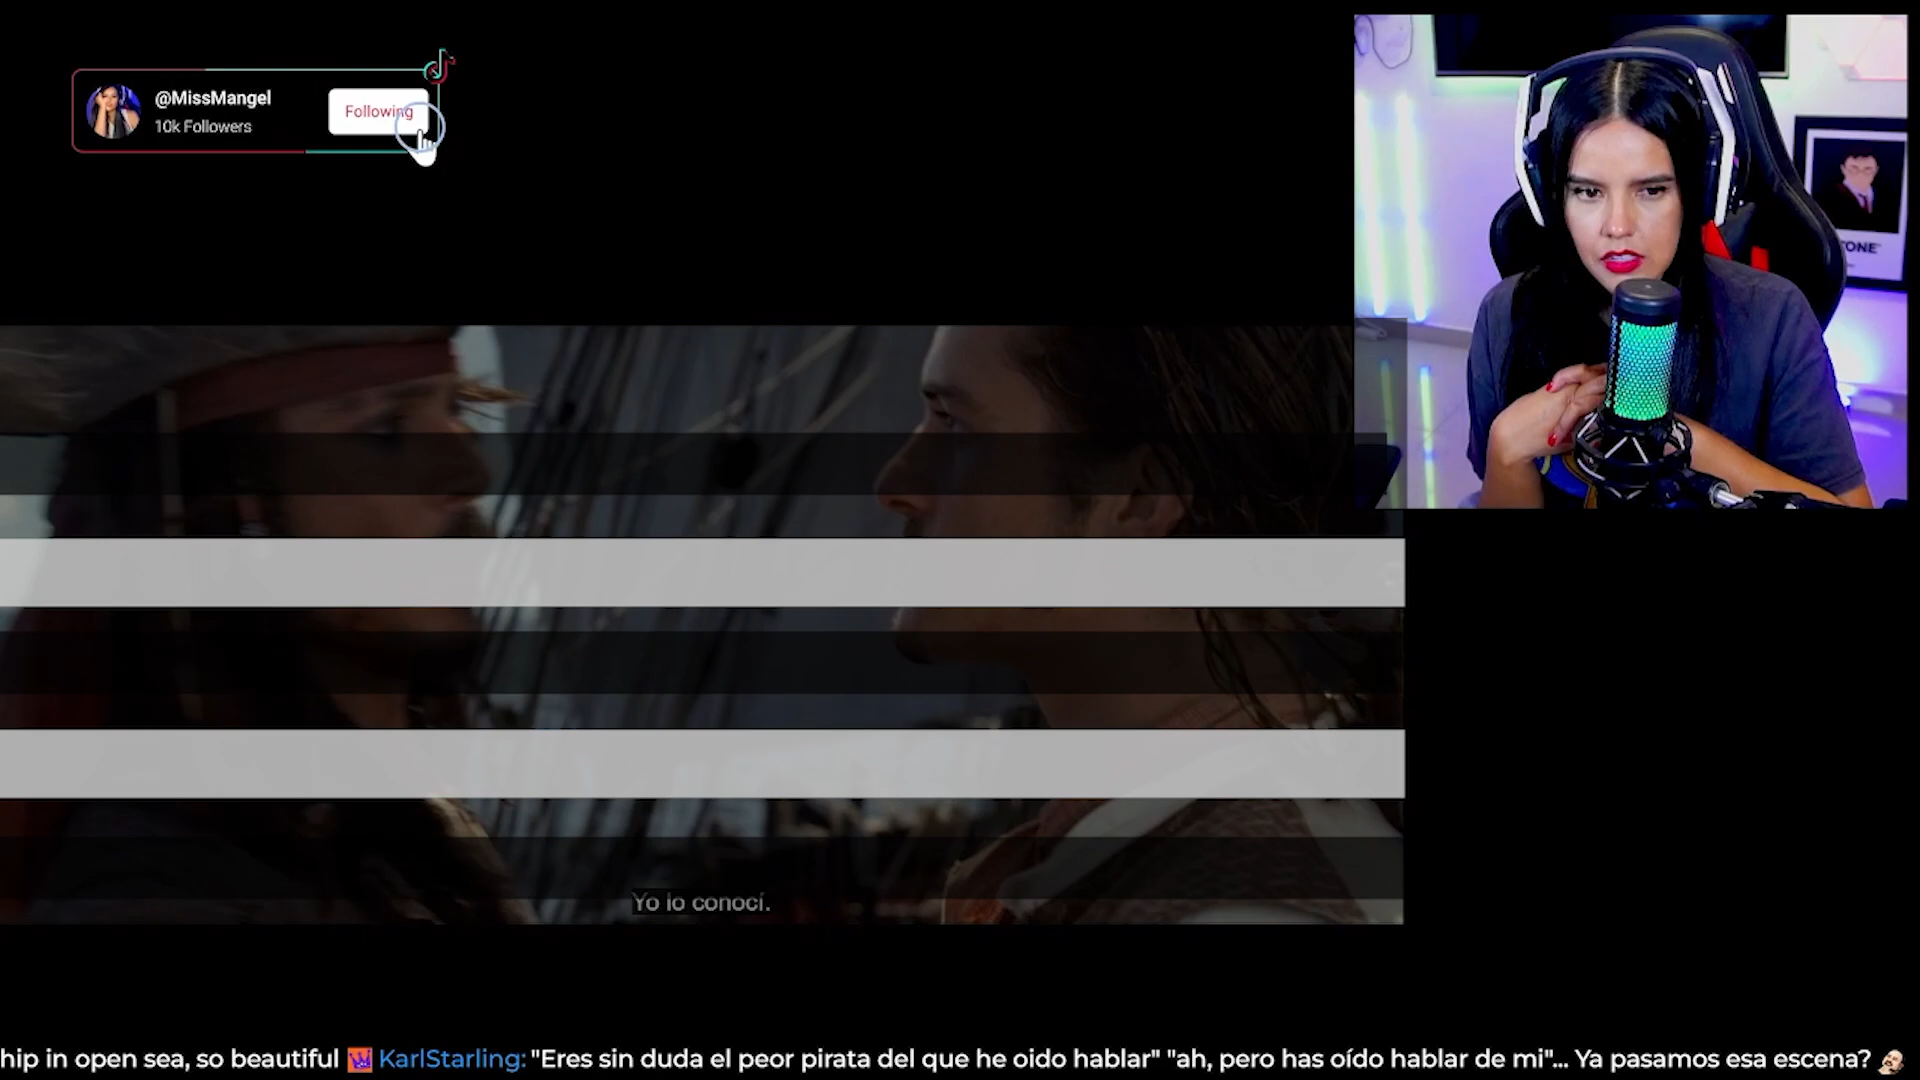 @MissMangel
10k Followers
Following
TONE
Yo lo conocí.
hip in open sea, so beautiful KarlStarling: "Eres sin duda el peor pirata del que he oido hablar" "ah, pero has oído hablar de mi"... Ya pasamos esa escena?